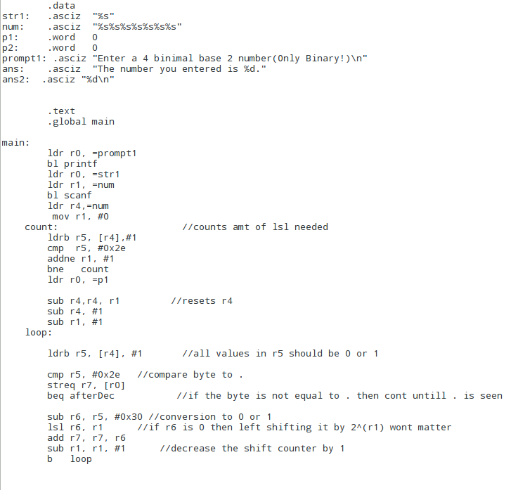 .data
str1: .asciz "%s"
num: .asciz "%s%s%s%s%s%s%s"
p1: .word 0
p2: .word 0
prompt1: .asciz "Enter a 4 binimal base 2 number(Only Binary!)\n"
ans: .asciz "The number you entered is %d."
ans2: .asciz "%d\n"
.text
.global main
main:
ldr r0, =prompt1
bl printf
ldr r0, =str1
ldr r1, =num
bl scanf
ldr r4,=num
mov r1, #0
count: //counts amt of lsl needed
ldrb r5, [r4],#1
cmp r5, #0x2e
addne r1, #1
bne count
ldr r0, =p1
sub r4,r4, r1 //resets r4
sub r4, #1
sub r1, #1
loop:
ldrb r5, [r4], #1 //all values in r5 should be 0 or 1
cmp r5, #0x2e //compare byte to .
streq r7, [r0]
beq afterDec //if the byte is not equal to . then cont untill . is seen
sub r6, r5, #0x30 //conversion to 0 or 1
lsl r6, r1 //if r6 is 0 then left shifting it by 2^(r1) wont matter
add r7, r7, r6
sub r1, r1, #1 //decrease the shift counter by 1
b loop